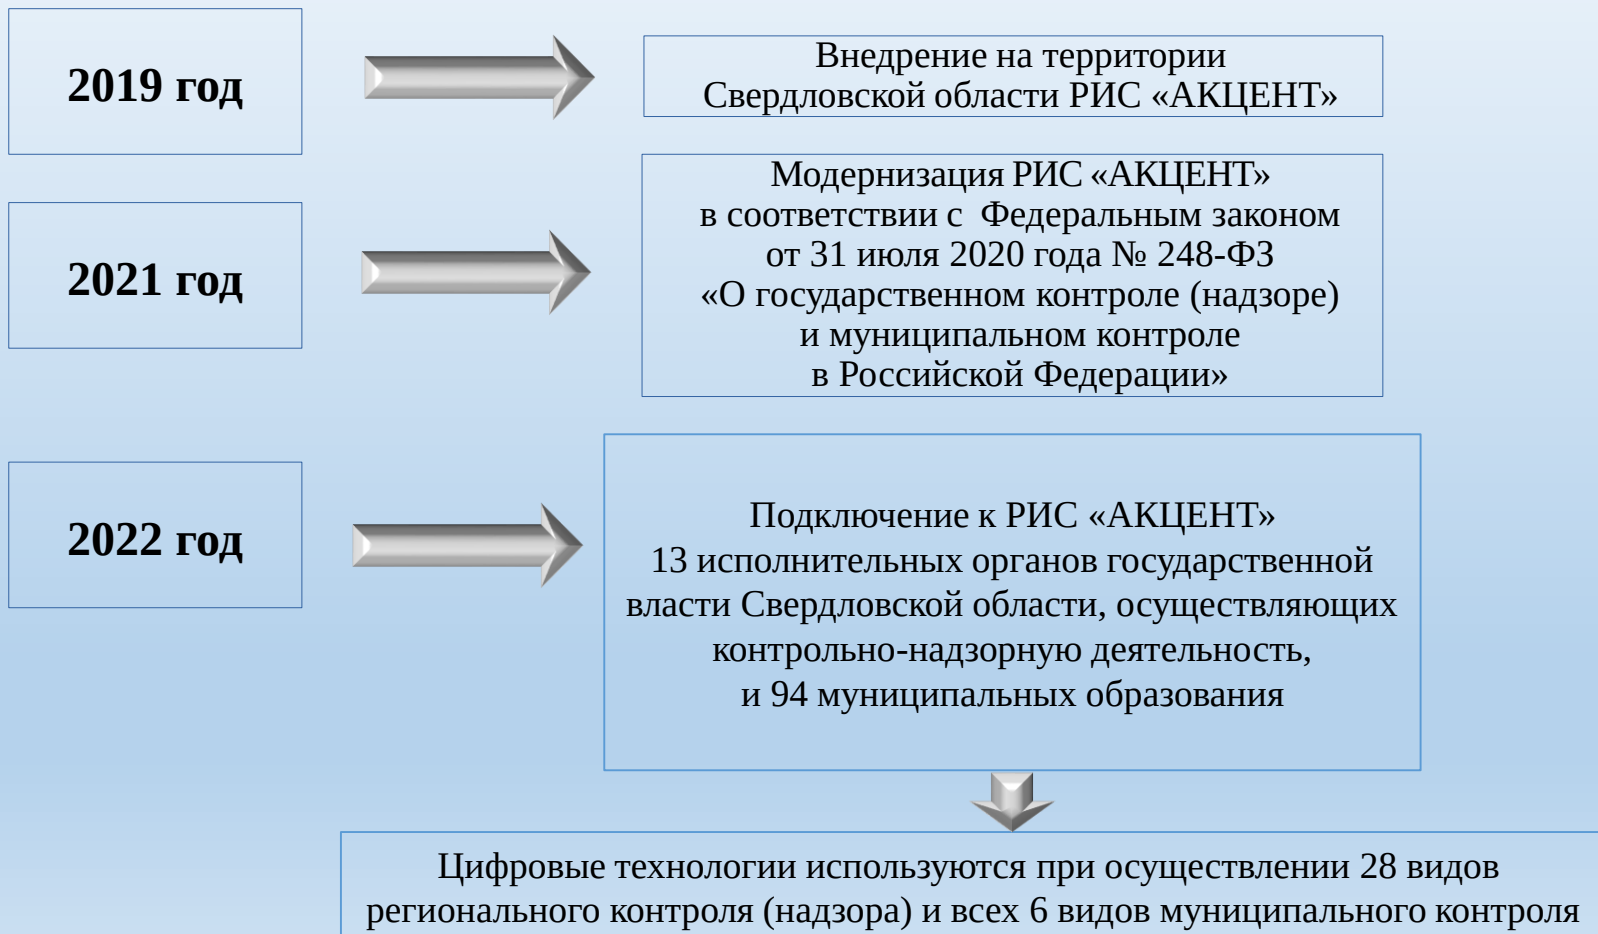 2019 год
Внедрение на территории
Свердловской области РИС «АКЦЕНТ»
2021 год
Модернизация РИС «АКЦЕНТ»
в соответствии с Федеральным законом
от 31 июля 2020 года № 248-ФЗ
«О государственном контроле (надзоре)
и муниципальном контроле
в Российской Федерации»
2022 год
Подключение к РИС «АКЦЕНТ»
13 исполнительных органов государственной
власти Свердловской области, осуществляющих
контрольно-надзорную деятельность,
и 94 муниципальных образования
Цифровые технологии используются при осуществлении 28 видов
регионального контроля (надзора) и всех 6 видов муниципального контроля